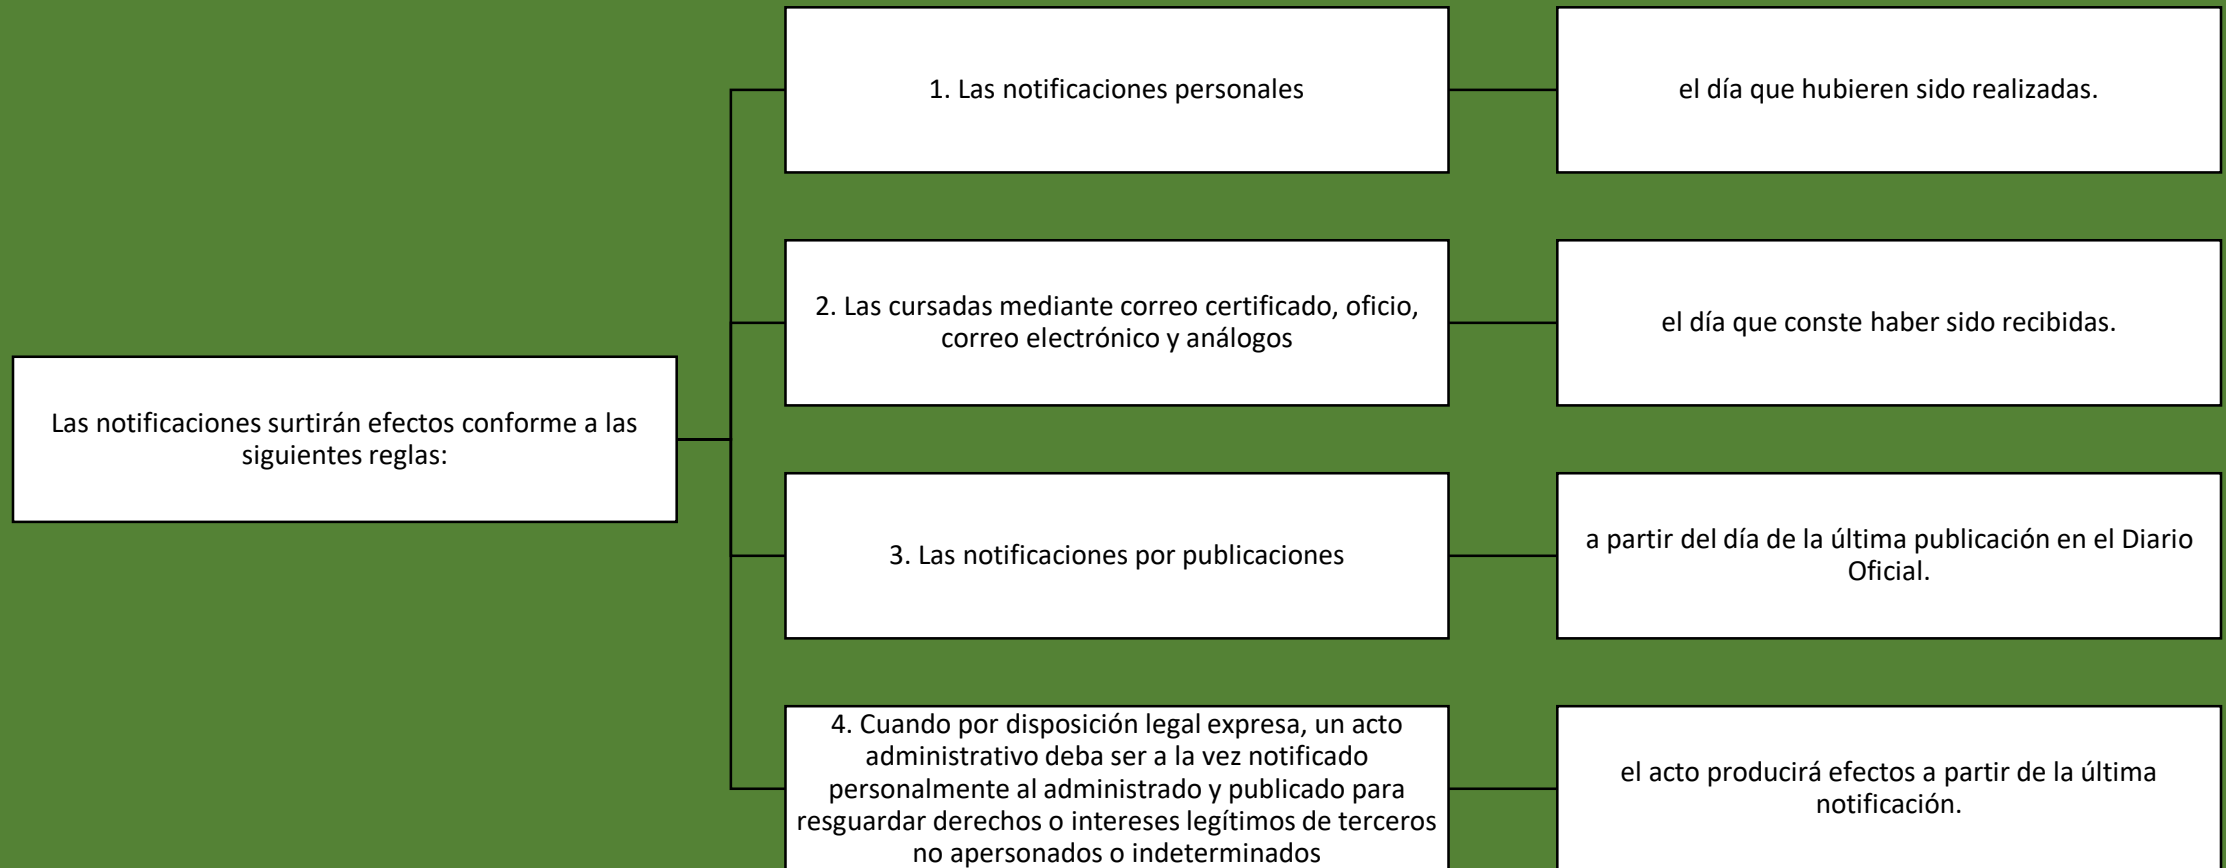 Las notificaciones surtirán efectos conforme a las
siguientes reglas:
1. Las notificaciones personales
el día que hubieren sido realizadas.
2. Las cursadas mediante correo certificado, oficio,
correo electrónico y análogos
el día que conste haber sido recibidas.
3. Las notificaciones por publicaciones
a partir del día de la última publicación en el Diario
Oficial.
4. Cuando por disposición legal expresa, un acto
administrativo deba ser a la vez notificado
personalmente al administrado y publicado para
resguardar derechos o intereses legítimos de terceros
no apersonados o indeterminados
el acto producirá efectos a partir de la última
notificación.